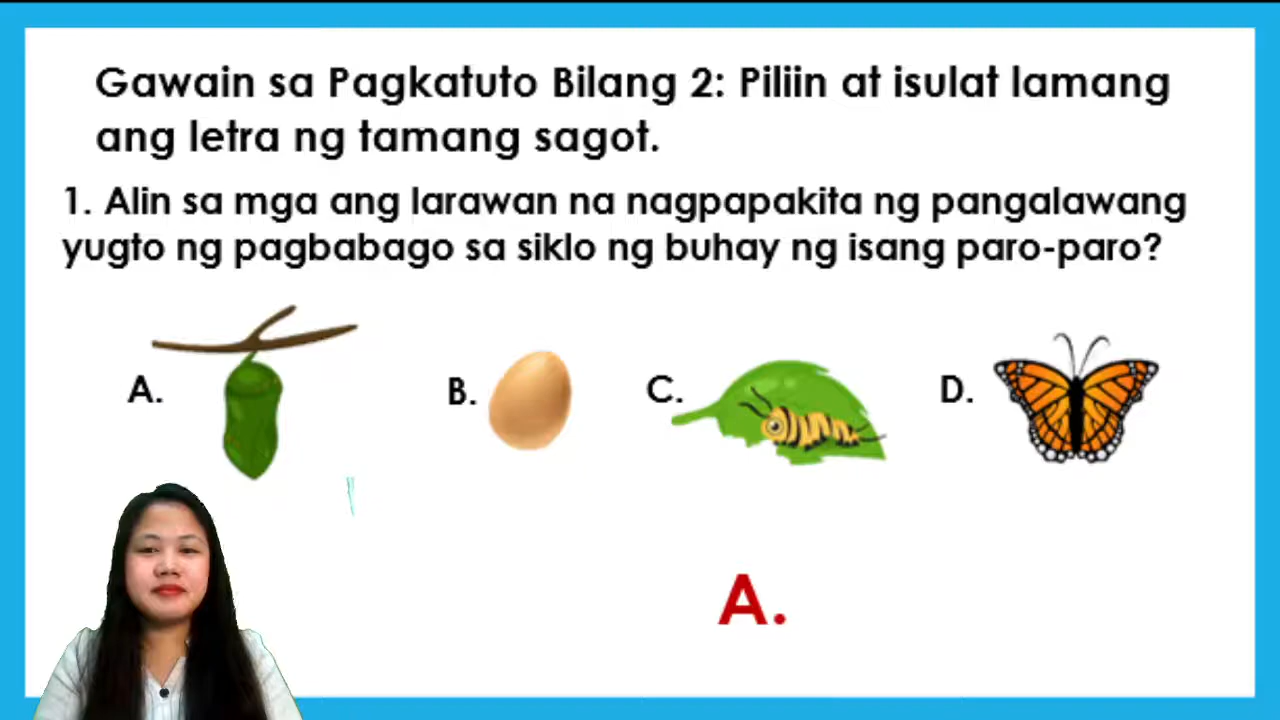 Gawain sa Pagkatuto Bilang 2: Piliin at isulat lamang
ang letra ng tamang sagot.
1. Alin sa mga ang larawan na nagpapakita ng pangalawang
yugto ng pagbabago sa siklo ng buhay ng isang paro-paro?
A.
B.
C.
D.
A.